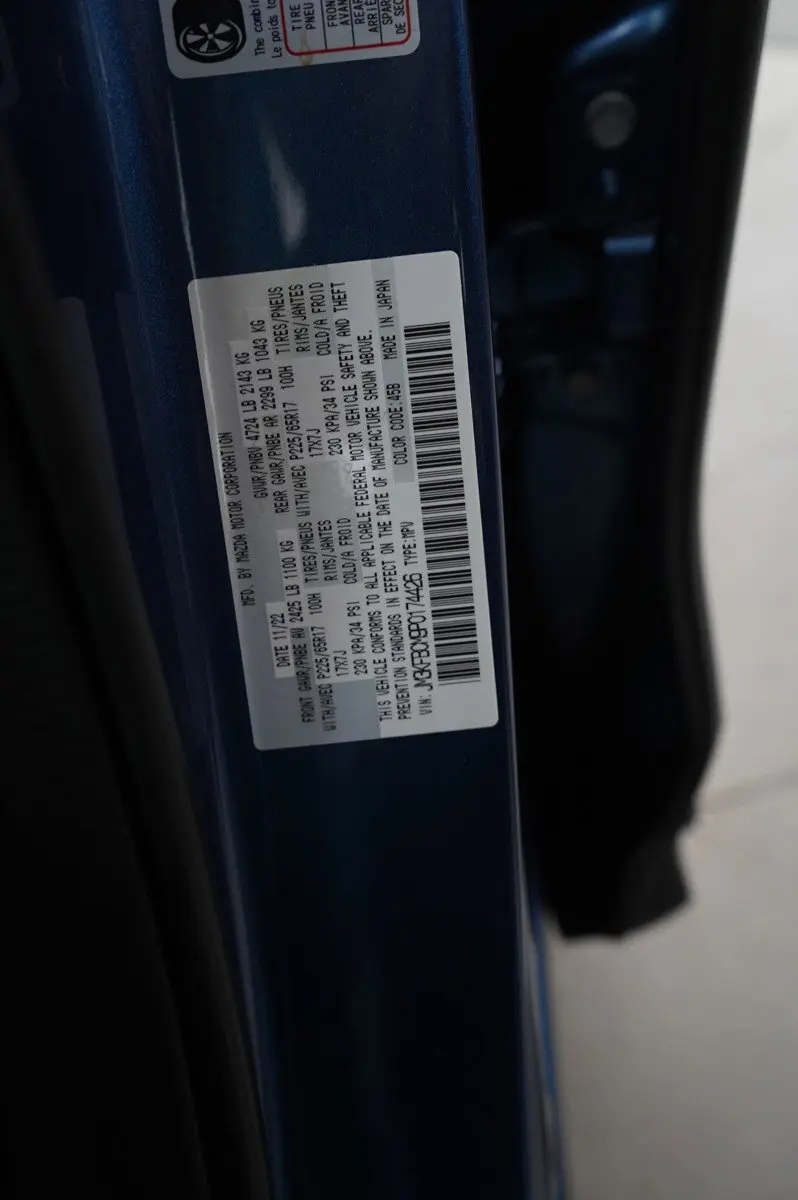 The combin
Le poids to
TIRE
PNEU
FRON
AVAN
REAR
ARRIÈ
SPAR
DE SEC
MFD. BY MAZDA MOTOR CORPORATION
DATE 11/22 GVWR/PNBV 4724 LB 2143 KG
FRONT GAWR/PNBE AV 2425 LB 1100 KG REAR GAWR/PNBE AR 2299 LB 1043 KG
WITH/AVEC P225/65R17 100H TIRES/PNEUS WITH/AVEC P225/65R17 100H TIRES/PNEUS
17X7J RIMS/JANTES 17X7J RIMS/JANTES
230 KPA/34 PSI COLD/A FROID 230 KPA/34 PSI COLD/A FROID
THIS VEHICLE CONFORMS TO ALL APPLICABLE FEDERAL MOTOR VEHICLE SAFETY AND THEFT
PREVENTION STANDARDS IN EFFECT ON THE DATE OF MANUFACTURE SHOWN ABOVE.
VIN: JM3KFBCM9P0174426 TYPE:MPV COLOR CODE:45B MADE IN JAPAN